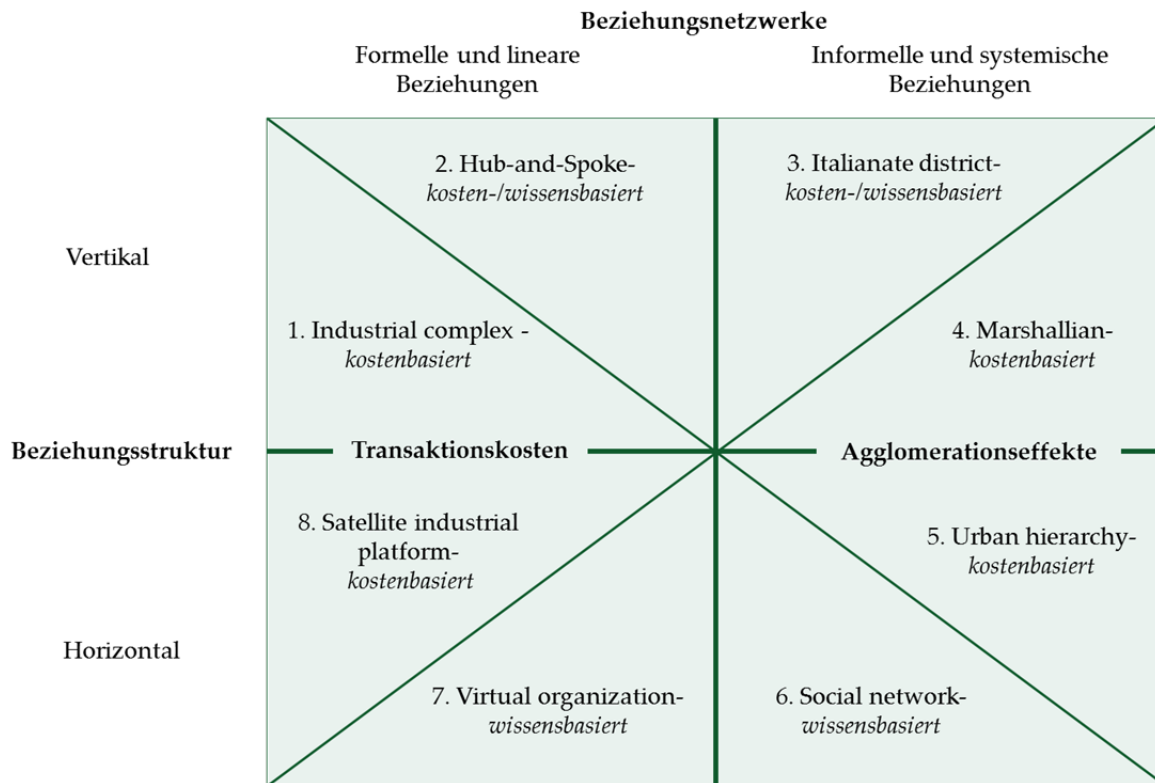 Beziehungsnetzwerke
Formelle und lineare
Beziehungen
Informelle und systemische
Beziehungen
2. Hub-and-Spoke-
kosten-/wissensbasiert
3. Italianate district-
kosten-/wissensbasiert
Vertikal
1. Industrial complex -
kostenbasiert
4. Marshallian-
kostenbasiert
Beziehungsstruktur
Transaktionskosten
Agglomerationseffekte
8. Satellite industrial
platform-
kostenbasiert
5. Urban hierarchy-
kostenbasiert
Horizontal
7. Virtual organization-
wissensbasiert
6. Social network-
wissensbasiert